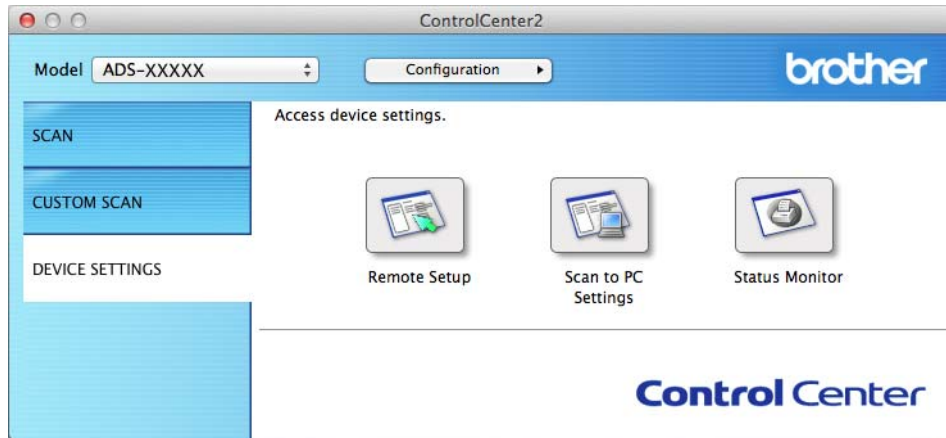 ControlCenter2
Model ADS-XXXXX Configuration brother
SCAN
CUSTOM SCAN
DEVICE SETTINGS
Access device settings.
Remote Setup
Scan to PC
Settings
Status Monitor
Control Center